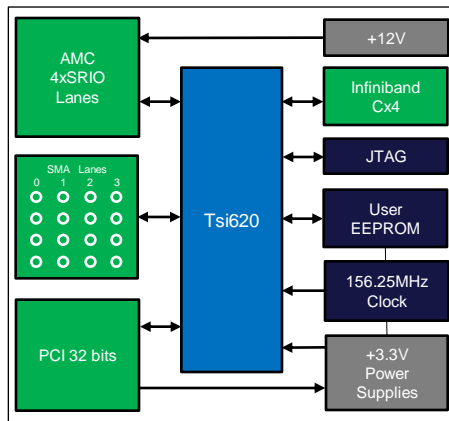 AMC
4xSRIO
Lanes
+12V
Infiniband
Cx4
JTAG
SMA Lanes
0 1 2 3
Tsi620
User
EEPROM
156.25MHz
Clock
PCI 32 bits
+3.3V
Power
Supplies